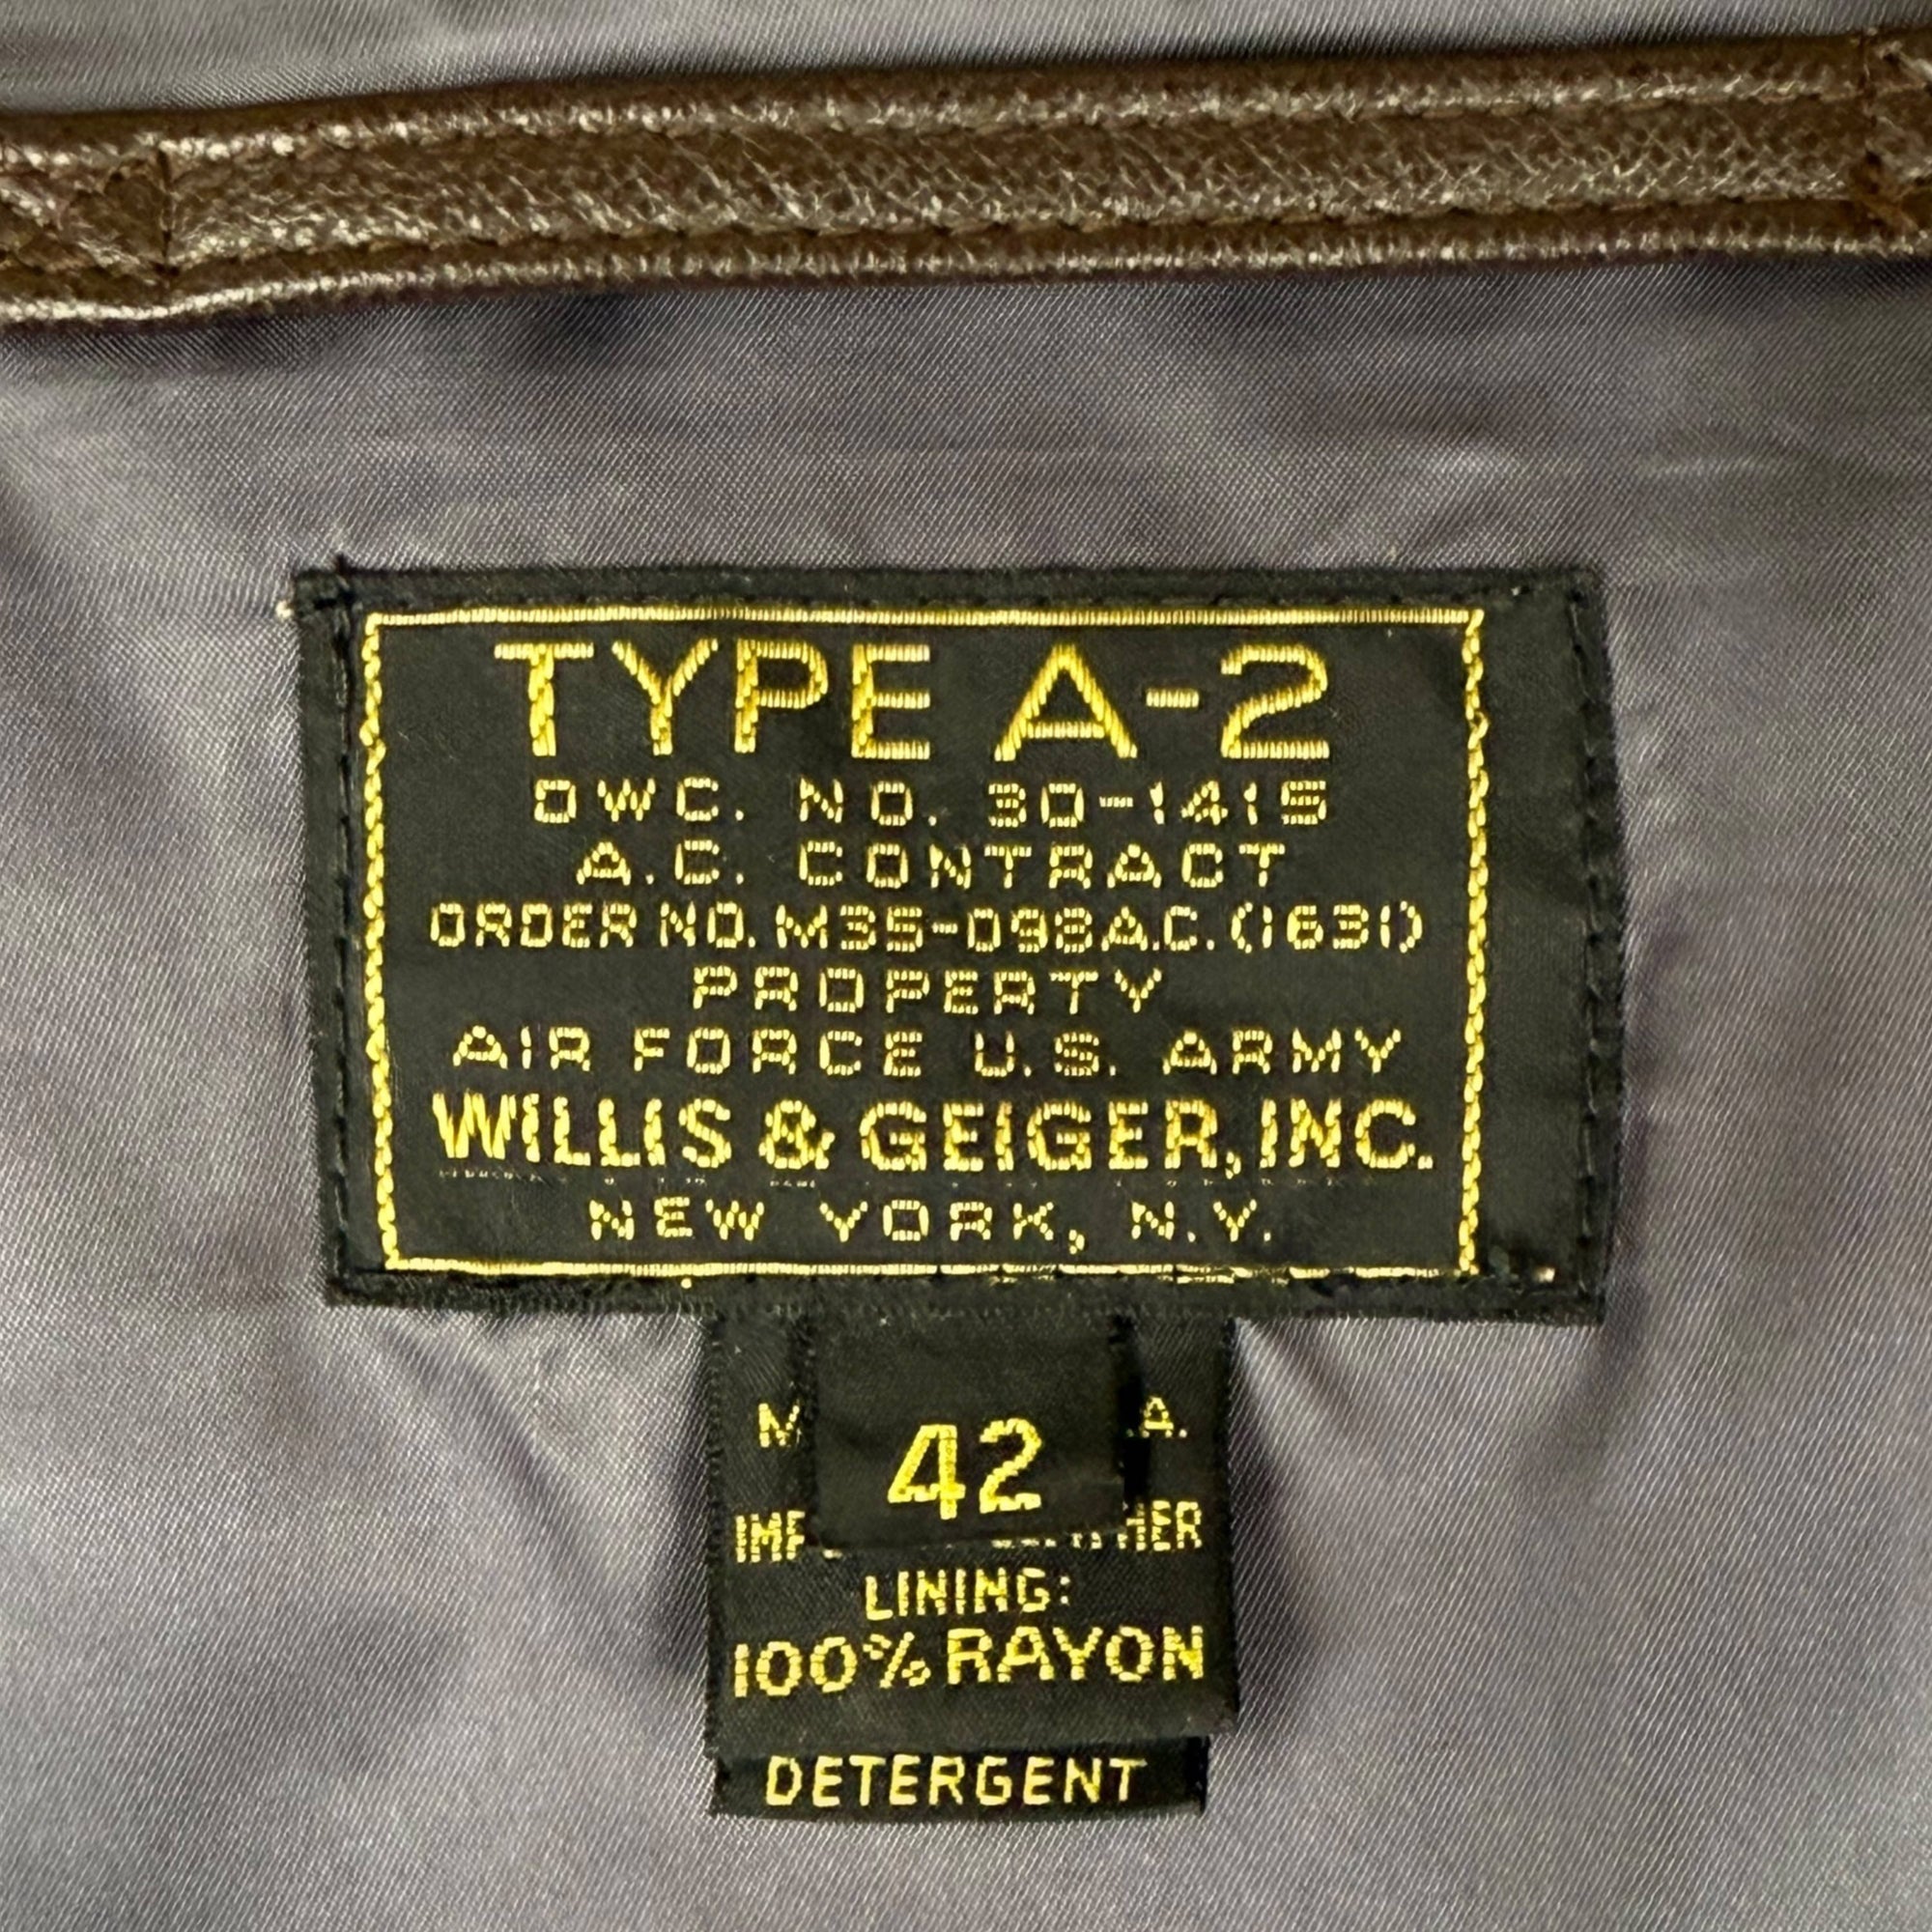 TYPE A-2
DWG. NO. 30-1415
A.C. CONTRACT
ORDER NO. M35-098A.C. (1631)
PROPERTY
AIR FORCE U.S. ARMY
WILLIS & GEIGER, INC.
NEW YORK, N.Y.
42
LINING:
100% RAYON
DETERGENT